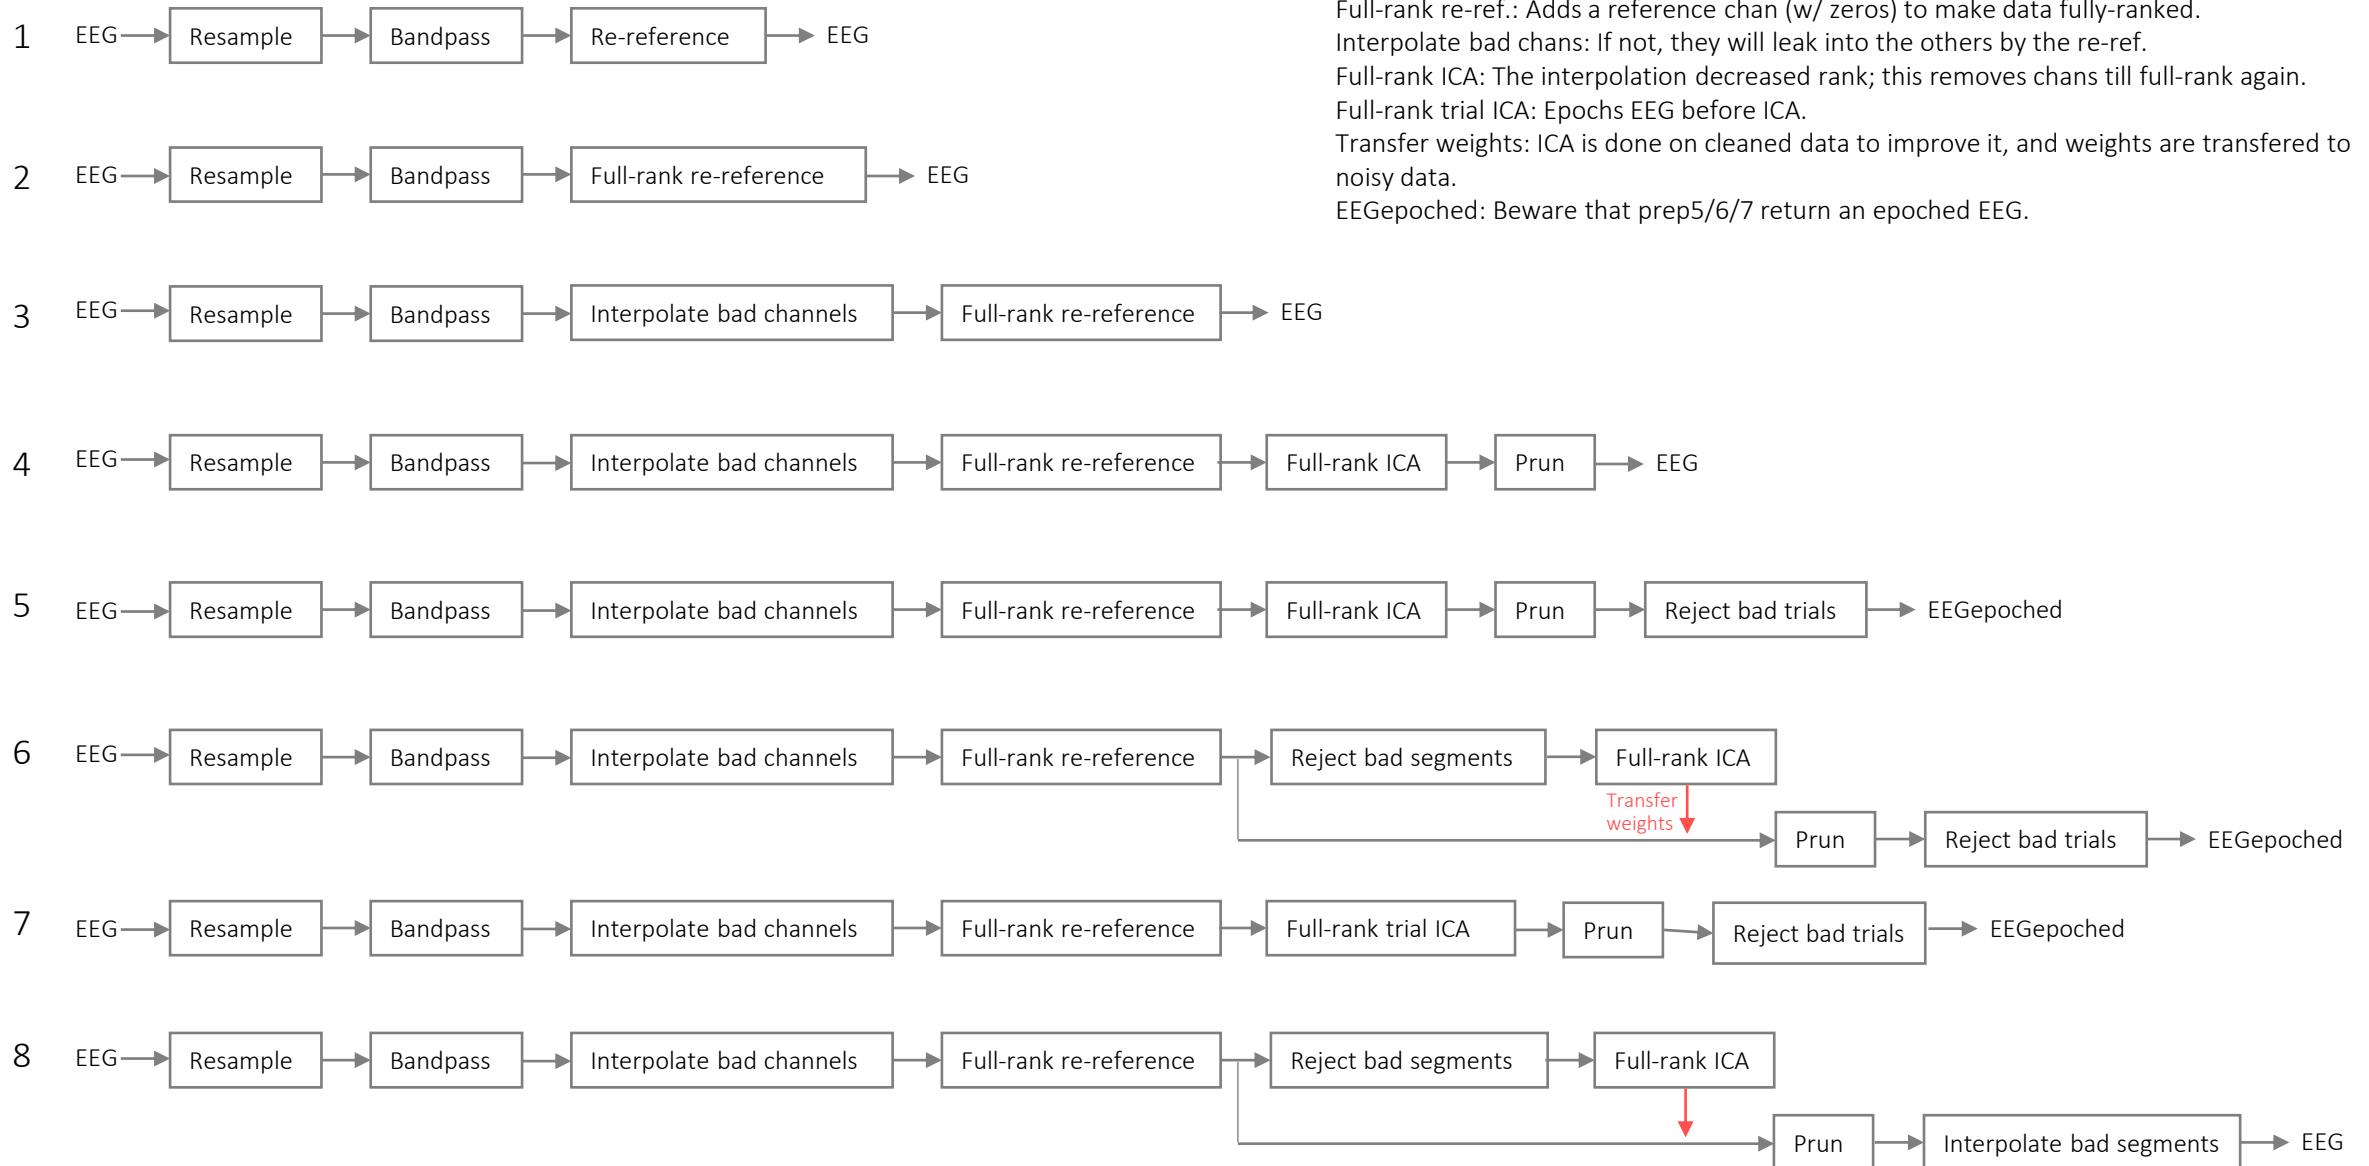 Full-rank re-ref.: Adds a reference chan (w/ zeros) to make data fully-ranked.
Interpolate bad chans: If not, they will leak into the others by the re-ref.
Full-rank ICA: The interpolation decreased rank; this removes chans till full-rank again.
Full-rank trial ICA: Epochs EEG before ICA.
Transfer weights: ICA is done on cleaned data to improve it, and weights are transfered to
noisy data.
EEGepoched: Beware that prep5/6/7 return an epoched EEG.
1 EEG Resample Bandpass Re-reference EEG
2 EEG Resample Bandpass Full-rank re-reference EEG
3 EEG Resample Bandpass Interpolate bad channels Full-rank re-reference EEG
4 EEG Resample Bandpass Interpolate bad channels Full-rank re-reference Full-rank ICA Prun EEG
5 EEG Resample Bandpass Interpolate bad channels Full-rank re-reference Full-rank ICA Prun Reject bad trials EEGepoched
6 EEG Resample Bandpass Interpolate bad channels Full-rank re-reference Reject bad segments Full-rank ICA
Transfer
weights
Prun Reject bad trials EEGepoched
7 EEG Resample Bandpass Interpolate bad channels Full-rank re-reference Full-rank trial ICA Prun Reject bad trials EEGepoched
8 EEG Resample Bandpass Interpolate bad channels Full-rank re-reference Reject bad segments Full-rank ICA
Prun Interpolate bad segments EEG